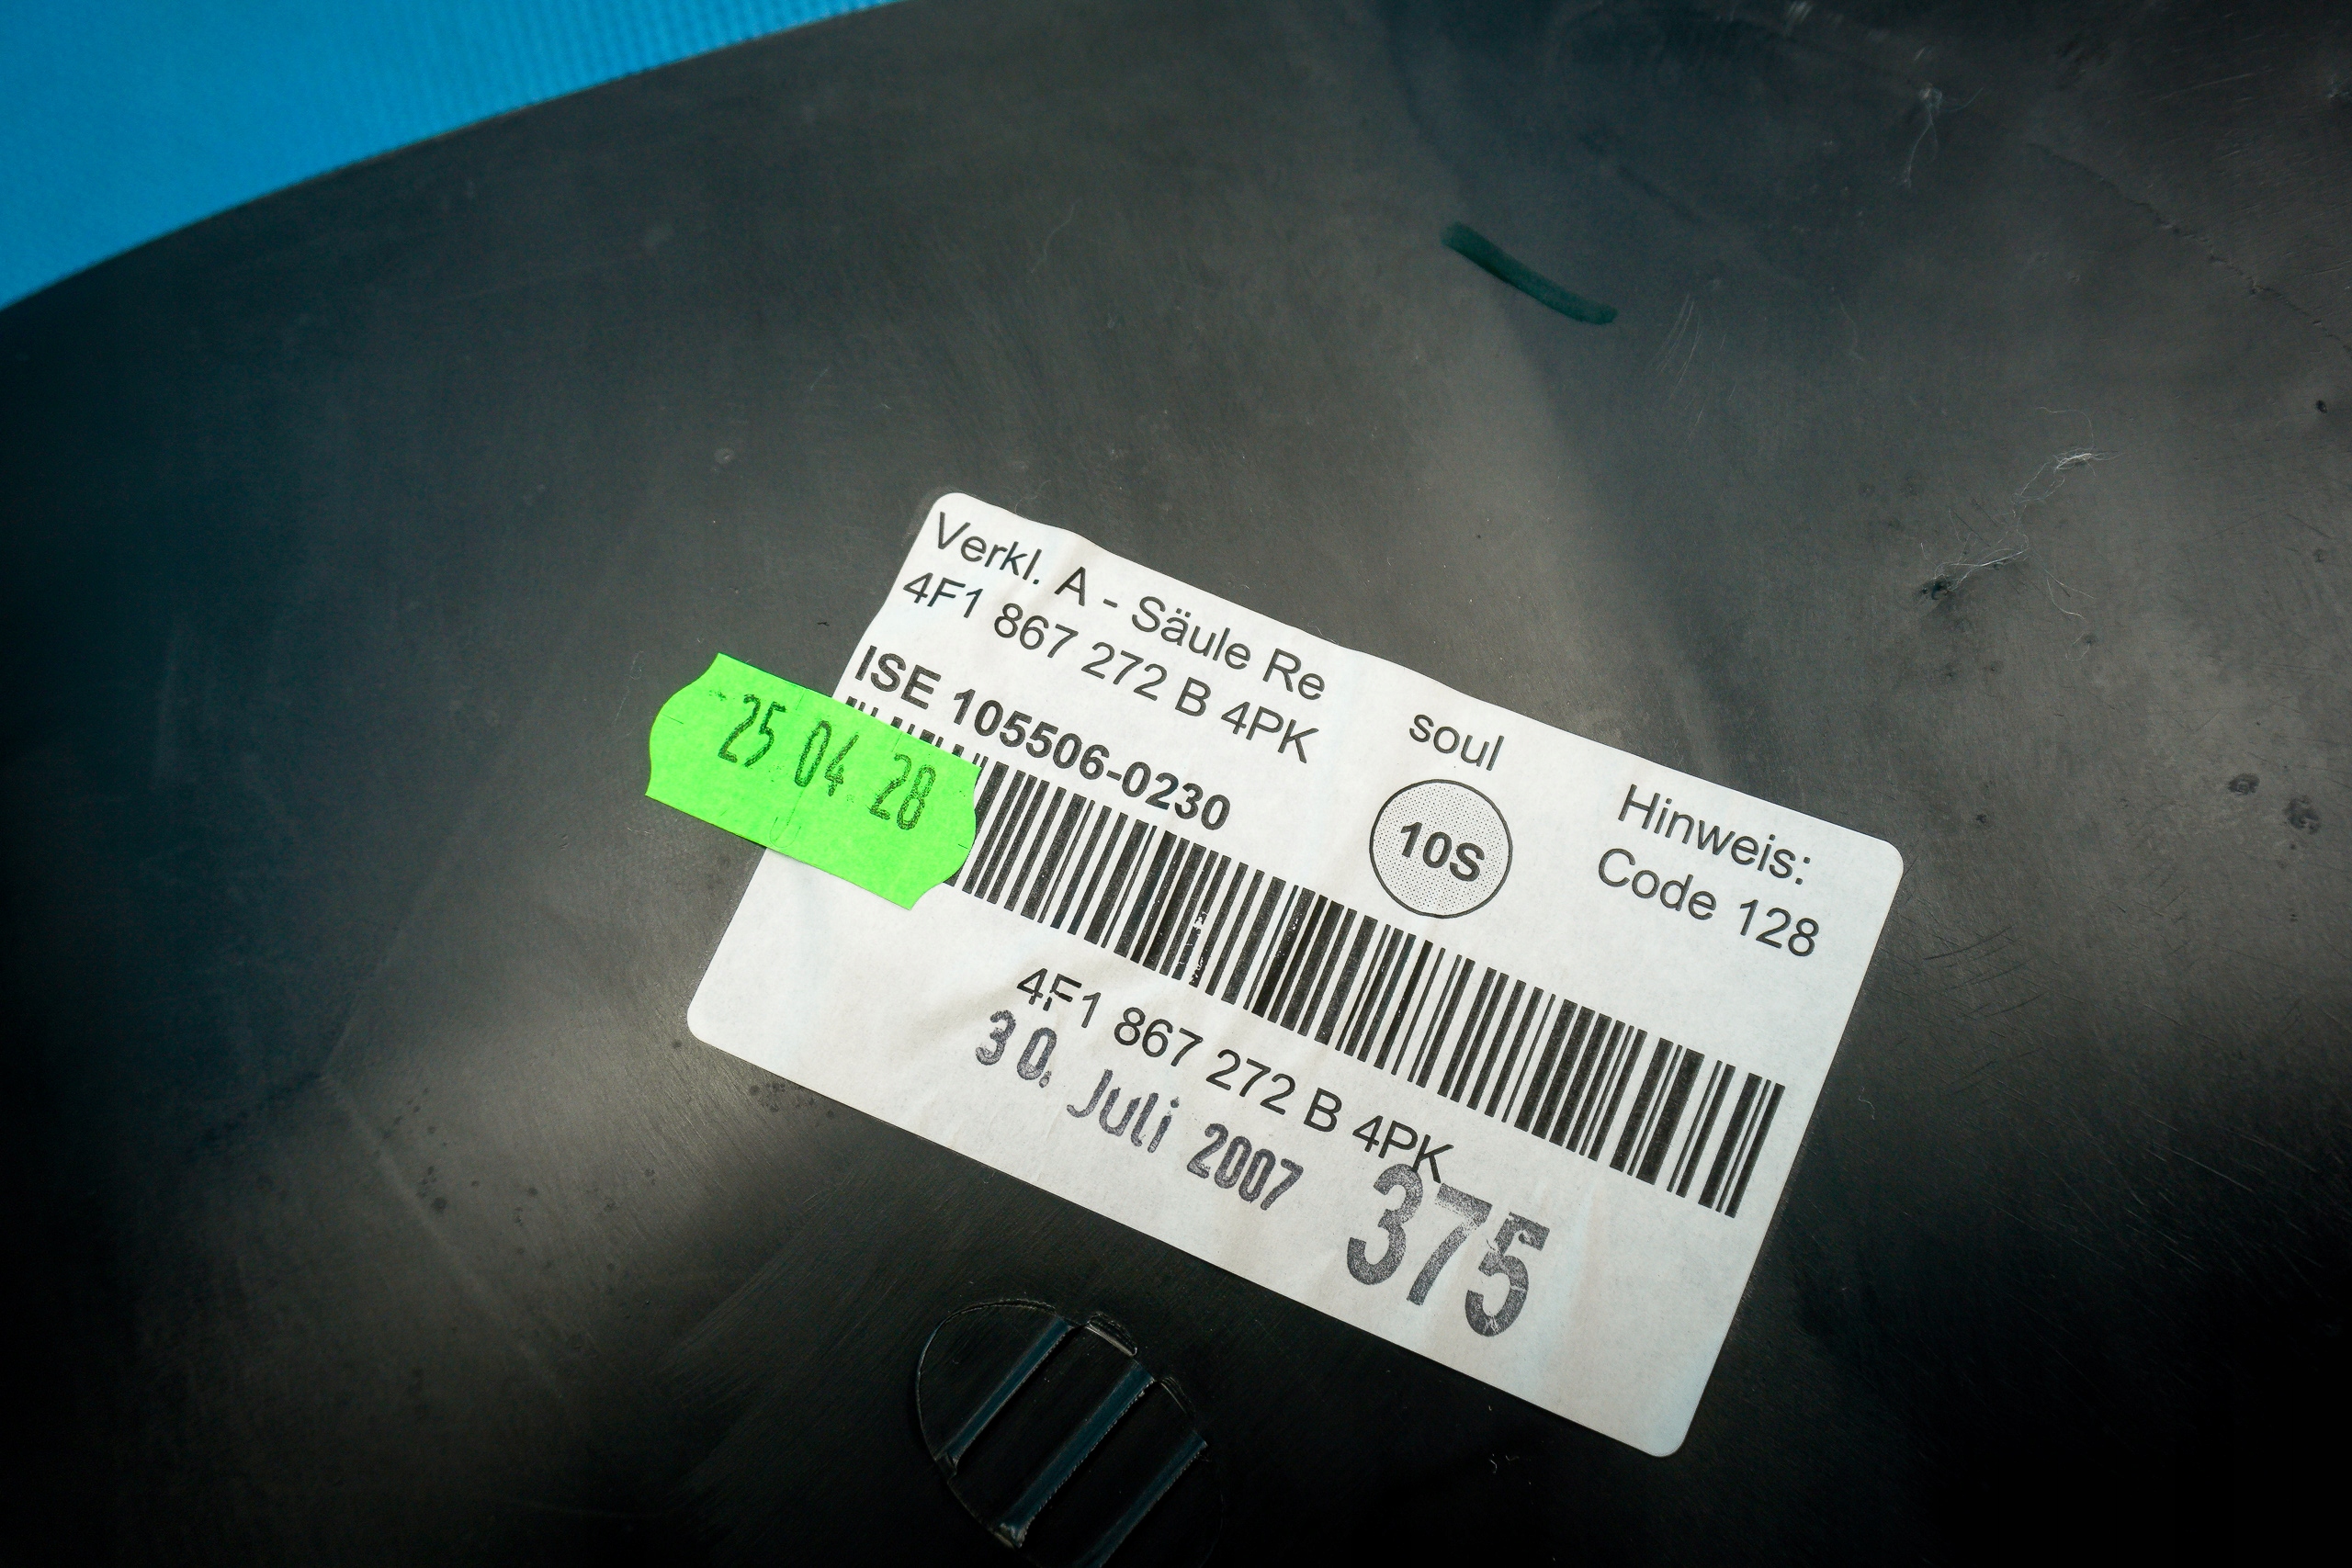 Verkl. A - Säule Re
4F1 867 272 B 4PK
soul
ISE 105506-0230
10S
Hinweis:
Code 128
25 04 28
4F1 867 272 B 4PK
30. Juli 2007
375